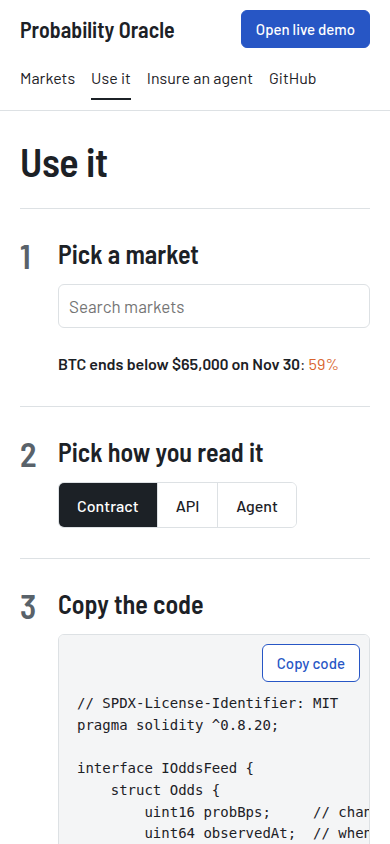 Probability Oracle
Open live demo
Markets Use it Insure an agent GitHub
Use it
1 Pick a market
Search markets
BTC ends below $65,000 on Nov 30: 59%
2 Pick how you read it
Contract API Agent
3 Copy the code
Copy code
// SPDX-License-Identifier: MIT
pragma solidity ^0.8.20;
interface IOddsFeed {
    struct Odds {
        uint16 probBps;     // chan
        uint64 observedAt;  // when